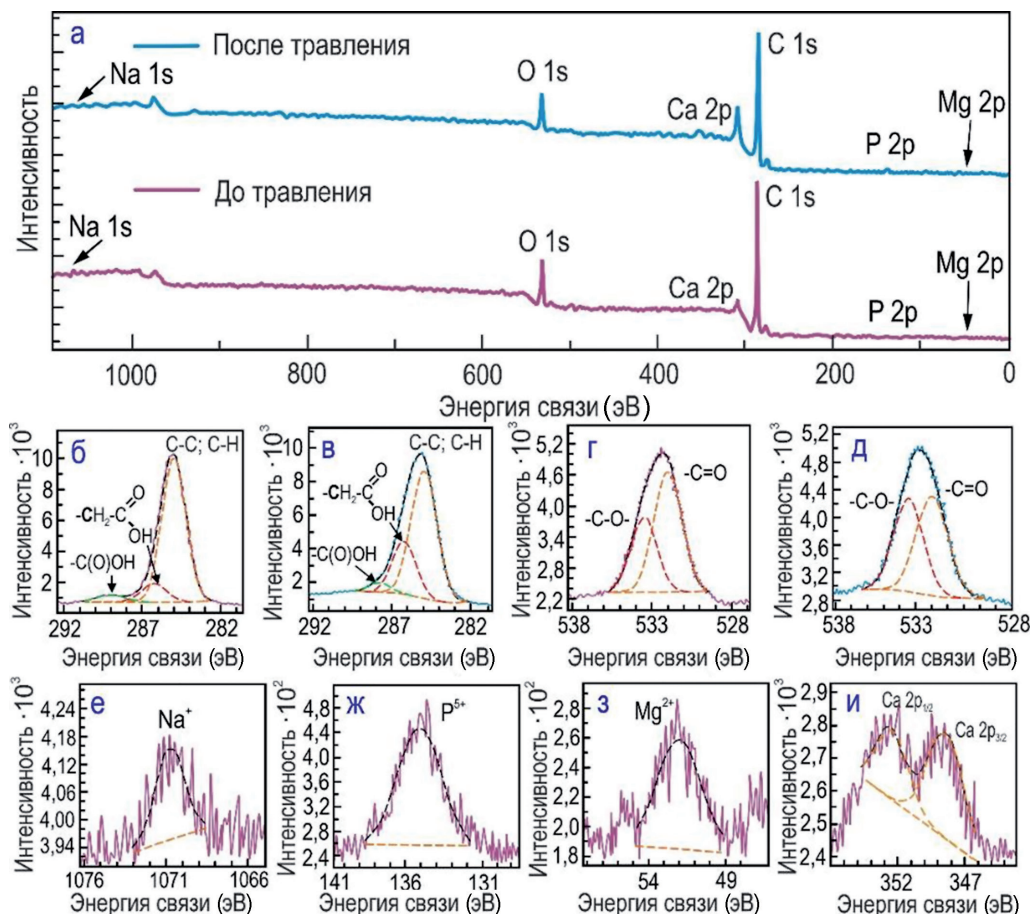 а
После травления
Na 1s
O 1s
Ca 2p
C 1s
P 2p
Mg 2p
До травления
Na 1s
O 1s
Ca 2p
C 1s
P 2p
Mg 2p
Интенсивность
1000 800 600 400 200 0
Энергия связи (эВ)
б
C-C; C-H
O
-CH₂-C
OH
-C(O)OH
Интенсивность · 10³
10
8
6
4
2
292 287 282
Энергия связи (эВ)
в
C-C; C-H
O
-CH₂-C
OH
-C(O)OH
Интенсивность · 10³
10
8
6
4
2
292 287 282
Энергия связи (эВ)
г
-C=O
-C-O-
Интенсивность · 10³
5,2
4,6
4,0
3,4
2,8
2,2
538 533 528
Энергия связи (эВ)
д
-C=O
-C-O-
Интенсивность · 10³
5,0
4,6
4,2
3,8
3,6
3,2
2,8
538 533 528
Энергия связи (эВ)
е
Na⁺
Интенсивность · 10³
4,24
4,18
4,12
4,06
4,00
3,94
1076 1071 1066
Энергия связи (эВ)
ж
P⁵⁺
Интенсивность · 10²
4,8
4,4
4,0
3,6
3,2
2,8
2,4
141 136 131
Энергия связи (эВ)
з
Mg²⁺
Интенсивность · 10²
2,8
2,6
2,4
2,2
2,0
1,8
54 49
Энергия связи (эВ)
и
Ca 2p₁/₂
Ca 2p₃/₂
Интенсивность · 10³
2,9
2,8
2,7
2,6
2,5
2,4
352 347
Энергия связи (эВ)